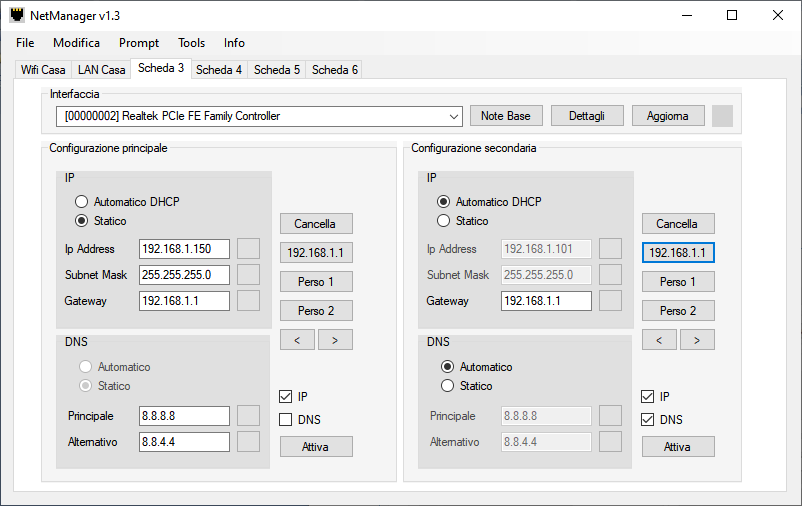 NetManager v1.3
File Modifica Prompt Tools Info
Wifi Casa LAN Casa Scheda 3 Scheda 4 Scheda 5 Scheda 6
Interfaccia
[00000002] Realtek PCIe FE Family Controller Note Base Dettagli Aggiorna
Configurazione principale
IP
Automatico DHCP
Statico
Cancella
Ip Address 192.168.1.150 192.168.1.1
Subnet Mask 255.255.255.0 Perso 1
Gateway 192.168.1.1 Perso 2
< >
DNS
Automatico
Statico
IP
Principale 8.8.8.8 DNS
Alternativo 8.8.4.4 Attiva
Configurazione secondaria
IP
Automatico DHCP
Statico
Cancella
Ip Address 192.168.1.101 192.168.1.1
Subnet Mask 255.255.255.0 Perso 1
Gateway 192.168.1.1 Perso 2
< >
DNS
Automatico
Statico
IP
Principale 8.8.8.8 DNS
Alternativo 8.8.4.4 Attiva